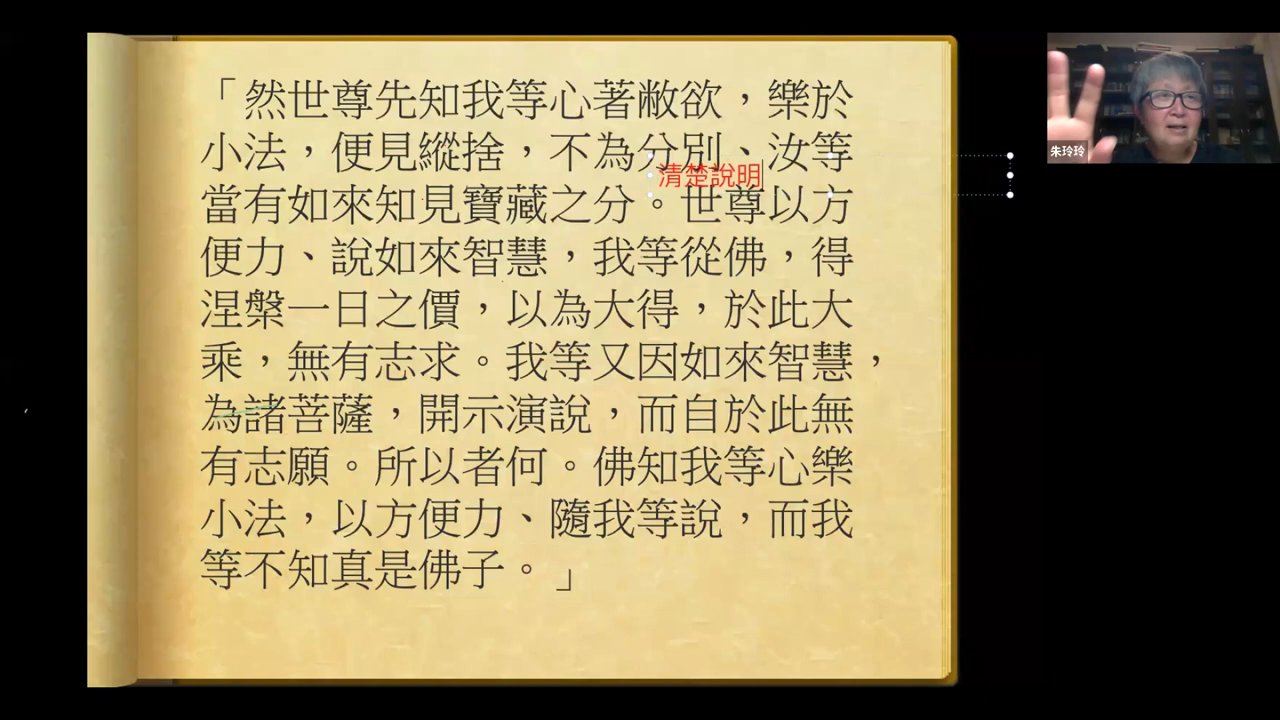 「然世尊先知我等心著敝欲，樂於
小法，便見縱捨，不為分別、汝等
清楚說明
當有如來知見寶藏之分。世尊以方
便力、說如來智慧，我等從佛，得
涅槃一日之價，以為大得，於此大
乘，無有志求。我等又因如來智慧，
為諸菩薩，開示演說，而自於此無
有志願。所以者何。佛知我等心樂
小法，以方便力、隨我等說，而我
等不知真是佛子。」
朱玲玲